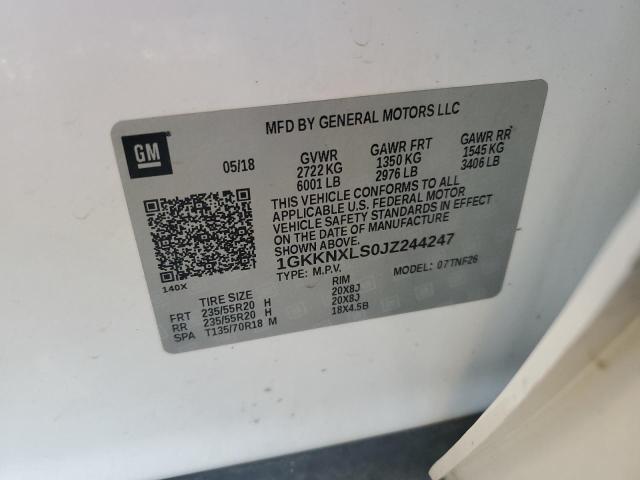 MFD BY GENERAL MOTORS LLC
GM
05/18 GVWR GAWR FRT GAWR RR
2722 KG 1350 KG 1545 KG
6001 LB 2976 LB 3406 LB
THIS VEHICLE CONFORMS TO ALL
APPLICABLE U.S. FEDERAL MOTOR
VEHICLE SAFETY STANDARDS IN EFFECT
ON THE DATE OF MANUFACTURE
SHOWN ABOVE.
1GKKNXLS0JZ244247
140X
TYPE: M.P.V. MODEL: 07TNF26
TIRE SIZE RIM
FRT 235/55R20 H 20X8J
RR 235/55R20 H 20X8J
SPA T135/70R18 M 18X4.5B